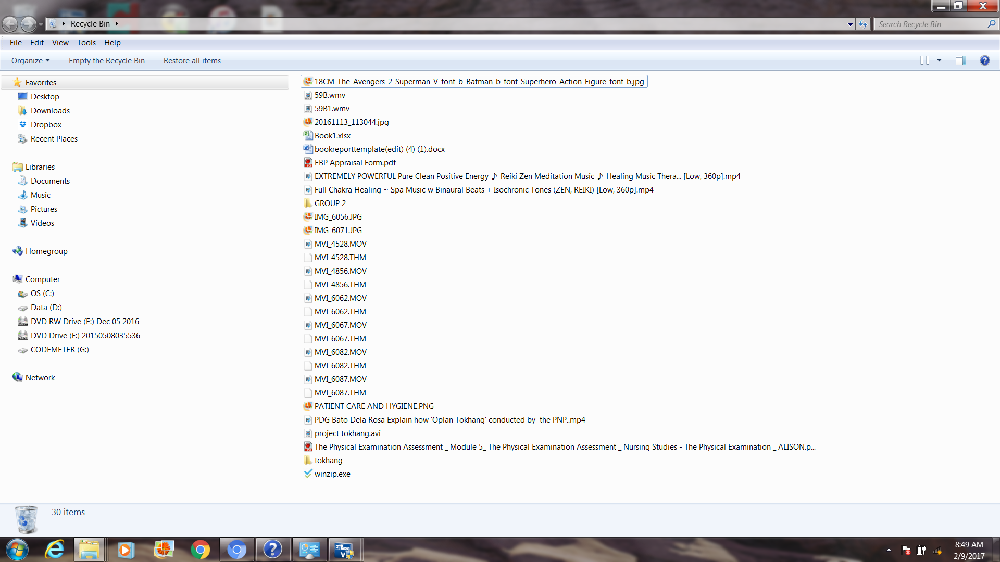 Recycle Bin
Search Recycle Bin
File Edit View Tools Help
Organize Empty the Recycle Bin Restore all items
Favorites
Desktop
Downloads
Dropbox
Recent Places
Libraries
Documents
Music
Pictures
Videos
Homegroup
Computer
OS (C:)
Data (D:)
DVD RW Drive (E:) Dec 05 2016
DVD Drive (F:) 20150508035536
CODEMETER (G:)
Network
18CM-The-Avengers-2-Superman-V-font-b-Batman-b-font-Superhero-Action-Figure-font-b.jpg
59B.wmv
59B1.wmv
20161113_113044.jpg
Book1.xlsx
bookreporttemplate(edit) (4) (1).docx
EBP Appraisal Form.pdf
EXTREMELY POWERFUL Pure Clean Positive Energy ♪ Reiki Zen Meditation Music ♪ Healing Music Thera... [Low, 360p].mp4
Full Chakra Healing ~ Spa Music w Binaural Beats + Isochronic Tones (ZEN, REIKI) [Low, 360p].mp4
GROUP 2
IMG_6056.JPG
IMG_6071.JPG
MVI_4528.MOV
MVI_4528.THM
MVI_4856.MOV
MVI_4856.THM
MVI_6062.MOV
MVI_6062.THM
MVI_6067.MOV
MVI_6067.THM
MVI_6082.MOV
MVI_6082.THM
MVI_6087.MOV
MVI_6087.THM
PATIENT CARE AND HYGIENE.PNG
PDG Bato Dela Rosa Explain how 'Oplan Tokhang' conducted by  the PNP..mp4
project tokhang.avi
The Physical Examination Assessment _ Module 5_ The Physical Examination Assessment _ Nursing Studies - The Physical Examination _ ALISON.p...
tokhang
winzip.exe
30 items
8:49 AM
2/9/2017